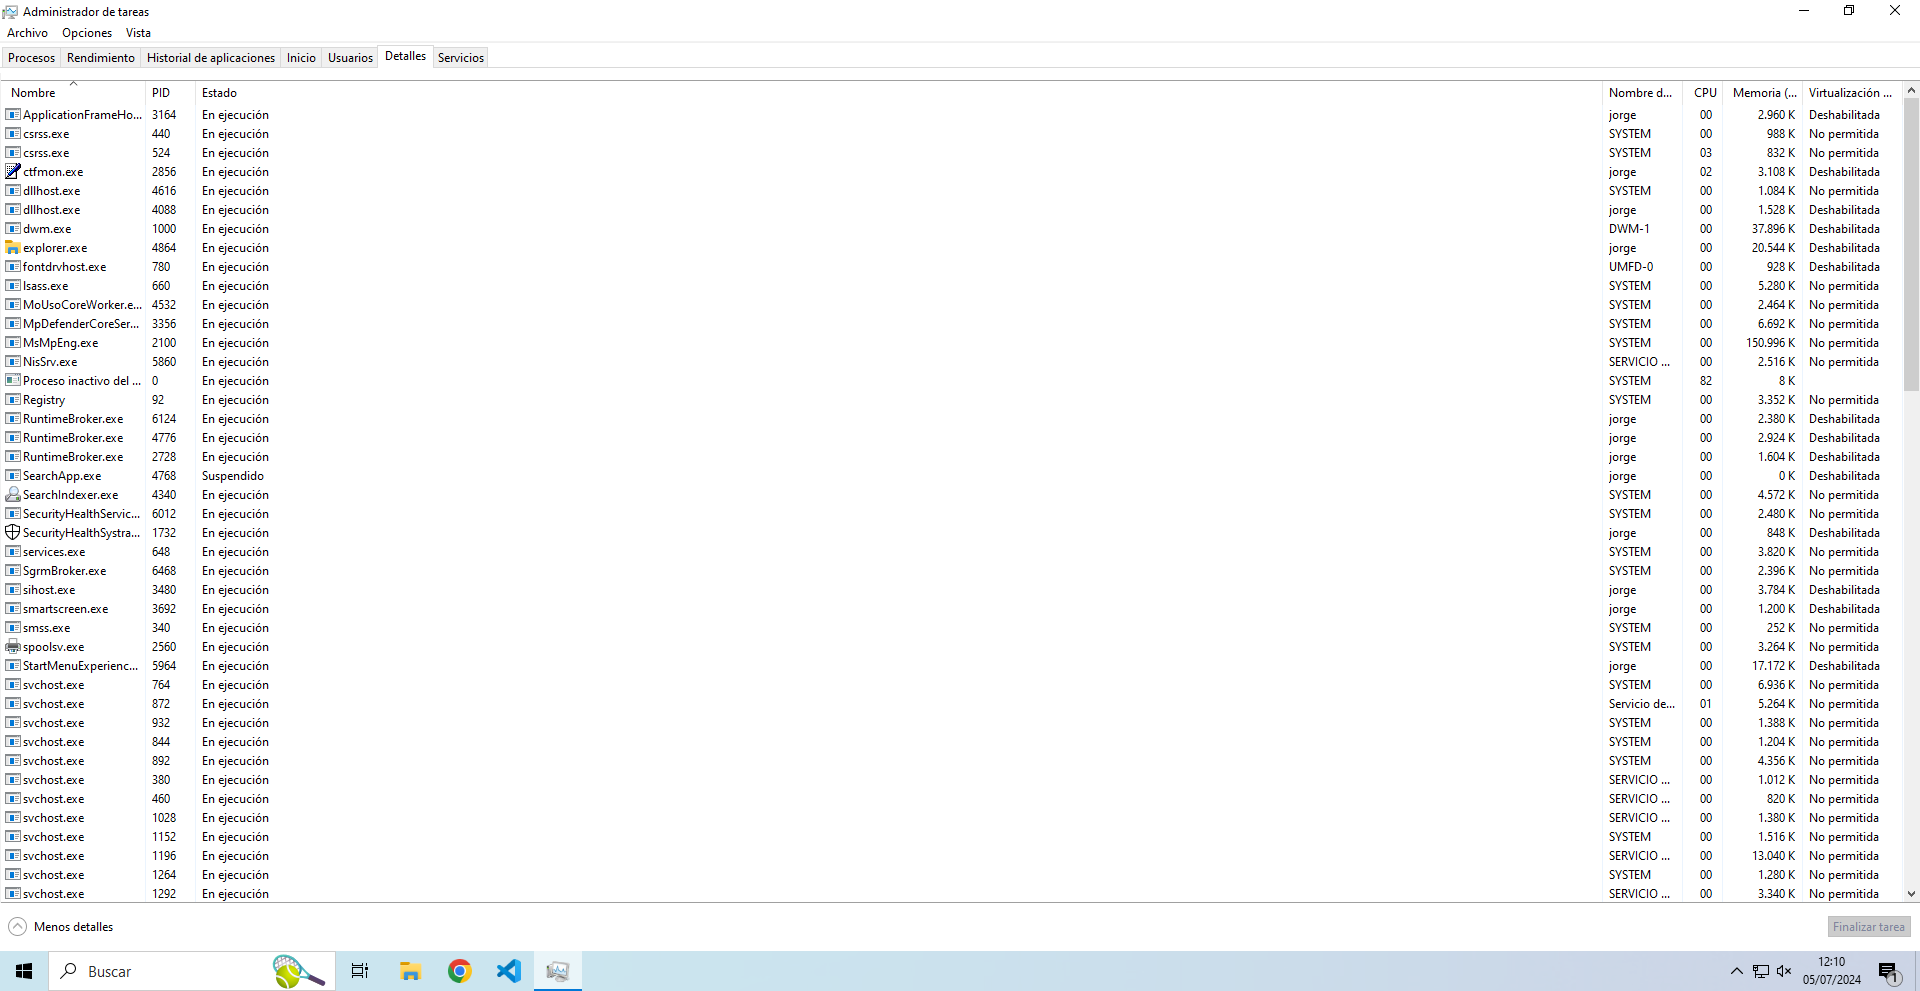 Administrador de tareas
Archivo Opciones Vista
Procesos Rendimiento Historial de aplicaciones Inicio Usuarios Detalles Servicios
Nombre PID Estado Nombre d... CPU Memoria (... Virtualización ...
ApplicationFrameHo... 3164 En ejecución jorge 00 2.960 K Deshabilitada
csrss.exe 440 En ejecución SYSTEM 00 988 K No permitida
csrss.exe 524 En ejecución SYSTEM 03 832 K No permitida
ctfmon.exe 2856 En ejecución jorge 02 3.108 K Deshabilitada
dllhost.exe 4616 En ejecución SYSTEM 00 1.084 K No permitida
dllhost.exe 4088 En ejecución jorge 00 1.528 K Deshabilitada
dwm.exe 1000 En ejecución DWM-1 00 37.896 K Deshabilitada
explorer.exe 4864 En ejecución jorge 00 20.544 K Deshabilitada
fontdrvhost.exe 780 En ejecución UMFD-0 00 928 K Deshabilitada
lsass.exe 660 En ejecución SYSTEM 00 5.280 K No permitida
MoUsoCoreWorker.e... 4532 En ejecución SYSTEM 00 2.464 K No permitida
MpDefenderCoreSer... 3356 En ejecución SYSTEM 00 6.692 K No permitida
MsMpEng.exe 2100 En ejecución SYSTEM 00 150.996 K No permitida
NisSrv.exe 5860 En ejecución SERVICIO ... 00 2.516 K No permitida
Proceso inactivo del ... 0 En ejecución SYSTEM 82 8 K
Registry 92 En ejecución SYSTEM 00 3.352 K No permitida
RuntimeBroker.exe 6124 En ejecución jorge 00 2.380 K Deshabilitada
RuntimeBroker.exe 4776 En ejecución jorge 00 2.924 K Deshabilitada
RuntimeBroker.exe 2728 En ejecución jorge 00 1.604 K Deshabilitada
SearchApp.exe 4768 Suspendido jorge 00 0 K Deshabilitada
SearchIndexer.exe 4340 En ejecución SYSTEM 00 4.572 K No permitida
SecurityHealthServic... 6012 En ejecución SYSTEM 00 2.480 K No permitida
SecurityHealthSystra... 1732 En ejecución jorge 00 848 K Deshabilitada
services.exe 648 En ejecución SYSTEM 00 3.820 K No permitida
SgrmBroker.exe 6468 En ejecución SYSTEM 00 2.396 K No permitida
sihost.exe 3480 En ejecución jorge 00 3.784 K Deshabilitada
smartscreen.exe 3692 En ejecución jorge 00 1.200 K Deshabilitada
smss.exe 340 En ejecución SYSTEM 00 252 K No permitida
spoolsv.exe 2560 En ejecución SYSTEM 00 3.264 K No permitida
StartMenuExperienc... 5964 En ejecución jorge 00 17.172 K Deshabilitada
svchost.exe 764 En ejecución SYSTEM 00 6.936 K No permitida
svchost.exe 872 En ejecución Servicio de... 01 5.264 K No permitida
svchost.exe 932 En ejecución SYSTEM 00 1.388 K No permitida
svchost.exe 844 En ejecución SYSTEM 00 1.204 K No permitida
svchost.exe 892 En ejecución SYSTEM 00 4.356 K No permitida
svchost.exe 380 En ejecución SERVICIO ... 00 1.012 K No permitida
svchost.exe 460 En ejecución SERVICIO ... 00 820 K No permitida
svchost.exe 1028 En ejecución SERVICIO ... 00 1.380 K No permitida
svchost.exe 1152 En ejecución SYSTEM 00 1.516 K No permitida
svchost.exe 1196 En ejecución SERVICIO ... 00 13.040 K No permitida
svchost.exe 1264 En ejecución SYSTEM 00 1.280 K No permitida
svchost.exe 1292 En ejecución SERVICIO ... 00 3.340 K No permitida
Menos detalles Finalizar tarea
Buscar
12:10
05/07/2024
1